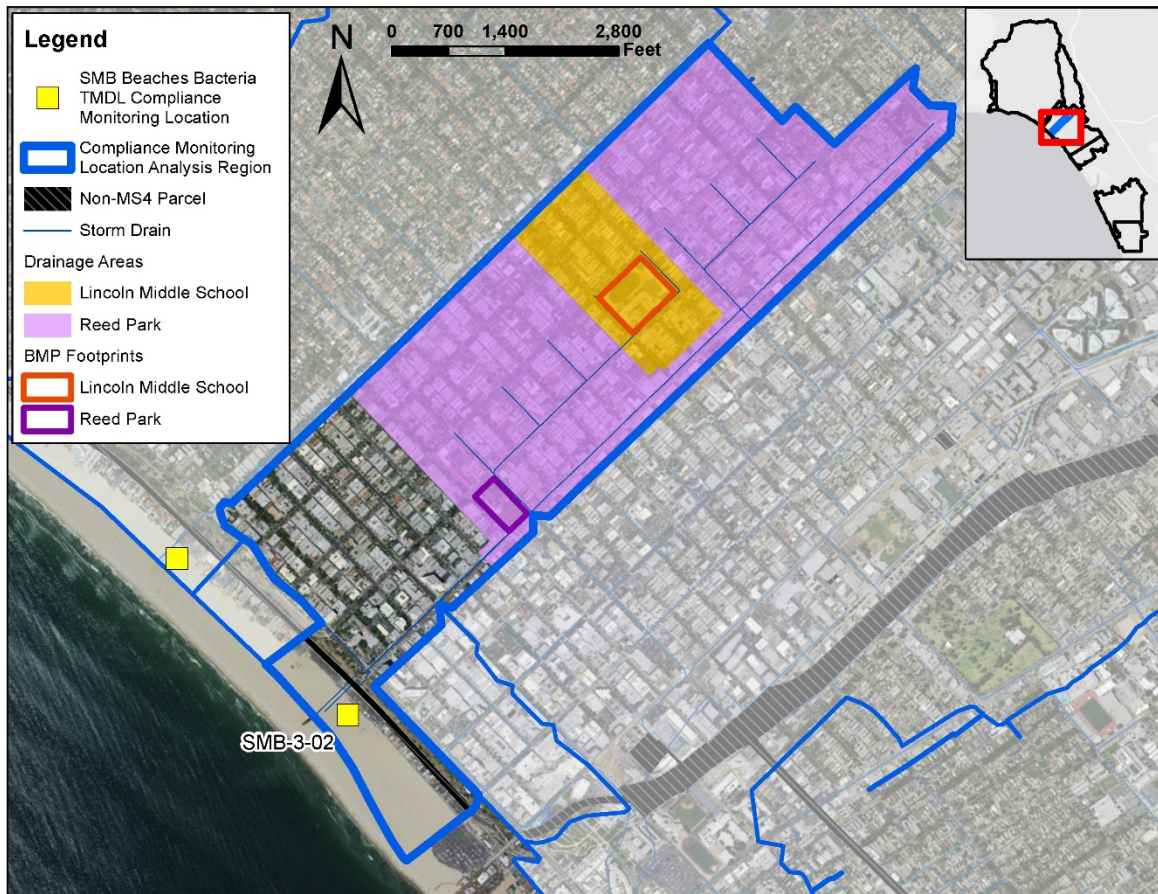 Legend
SMB Beaches Bacteria
TMDL Compliance
Monitoring Location
Compliance Monitoring
Location Analysis Region
Non-MS4 Parcel
Storm Drain
Drainage Areas
Lincoln Middle School
Reed Park
BMP Footprints
Lincoln Middle School
Reed Park
N
0 700 1,400 2,800
Feet
SMB-3-02